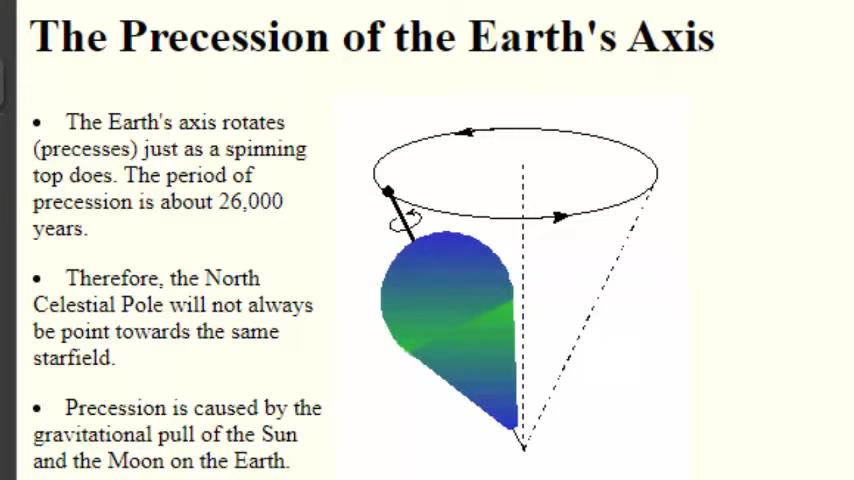 The Precession of the Earth's Axis
• The Earth's axis rotates
(precesses) just as a spinning
top does. The period of
precession is about 26,000
years.
• Therefore, the North
Celestial Pole will not always
be point towards the same
starfield.
• Precession is caused by the
gravitational pull of the Sun
and the Moon on the Earth.